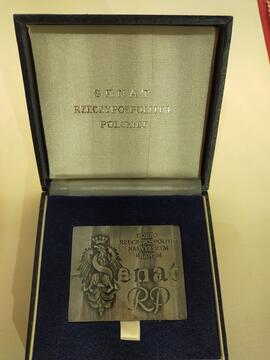 SENAT
RZECZYPOSPOLITEJ
POLSKIEJ
DOBRO
RZECZYPOSPOLITEJ
NAJWYŻSZYM
PRAWEM
Senat
RP